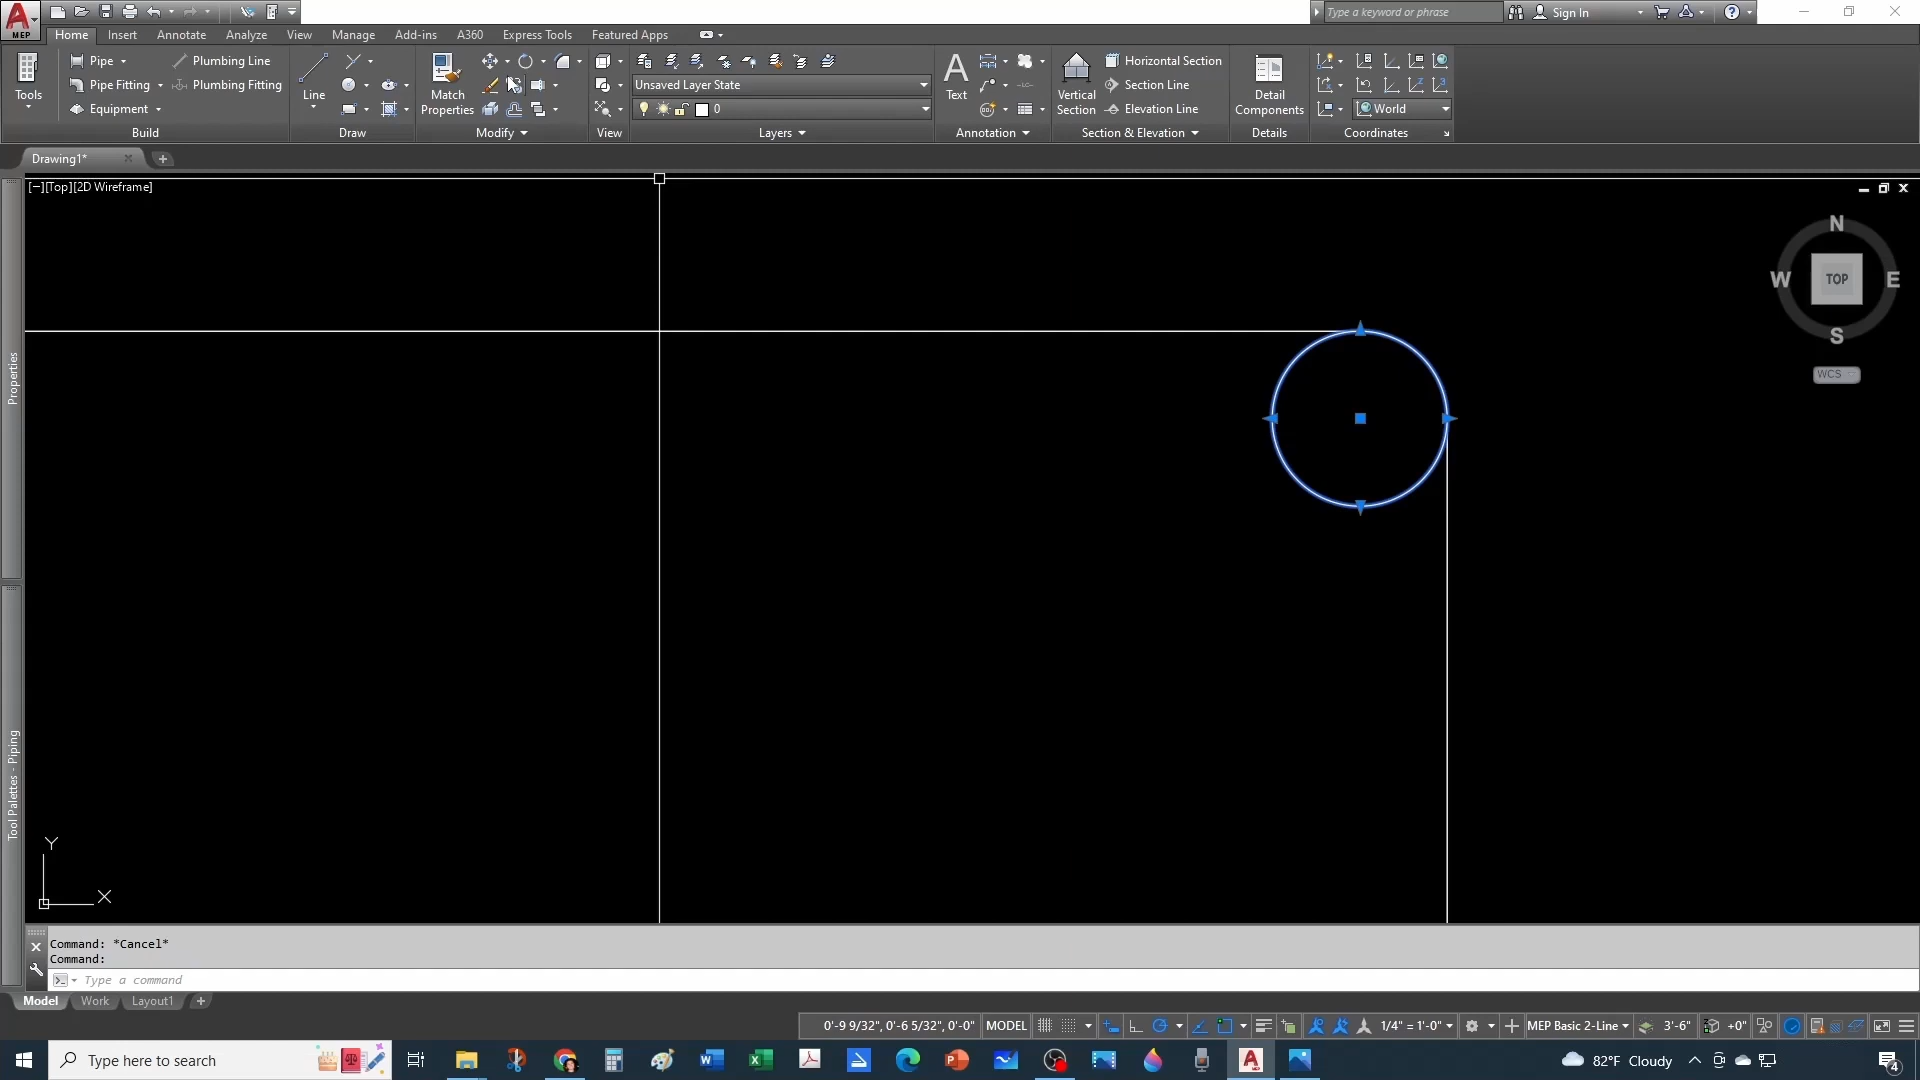 MEP
Type a keyword or phrase
Sign In
Home
Insert
Annotate
Analyze
View
Manage
Add-ins
A360
Express Tools
Featured Apps
Tools
Pipe
Plumbing Line
Pipe Fitting
Plumbing Fitting
Equipment
Build
Line
Draw
Match
Properties
Modify
View
Unsaved Layer State
0
Layers
A
Text
Annotation
Vertical
Section
Horizontal Section
Section Line
Elevation Line
Section & Elevation
Detail
Components
Details
World
Coordinates
Drawing1*
[−][Top][2D Wireframe]
N
W
TOP
E
S
WCS
Properties
Tool Palettes - Piping
Y
X
Command: *Cancel*
Command:
Type a command
Model
Work
Layout1
0'-9 9/32", 0'-6 5/32", 0'-0"
MODEL
1/4" = 1'-0"
MEP Basic 2-Line
3'-6"
+0"
Type here to search
82°F Cloudy
4